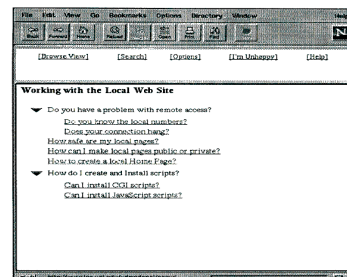 File Edit View Go Bookmarks Options Directory Window Help
[Browse View] [Search] [Options] [I'm Unhappy] [Help]
Working with the Local Web Site
Do you have a problem with remote access?
Do you know the local numbers?
Does your connection hang?
How safe are my local pages?
How can I make local pages public or private?
How to create a local Home Page?
How do I create and Install scripts?
Can I install CGI scripts?
Can I install JavaScript scripts?